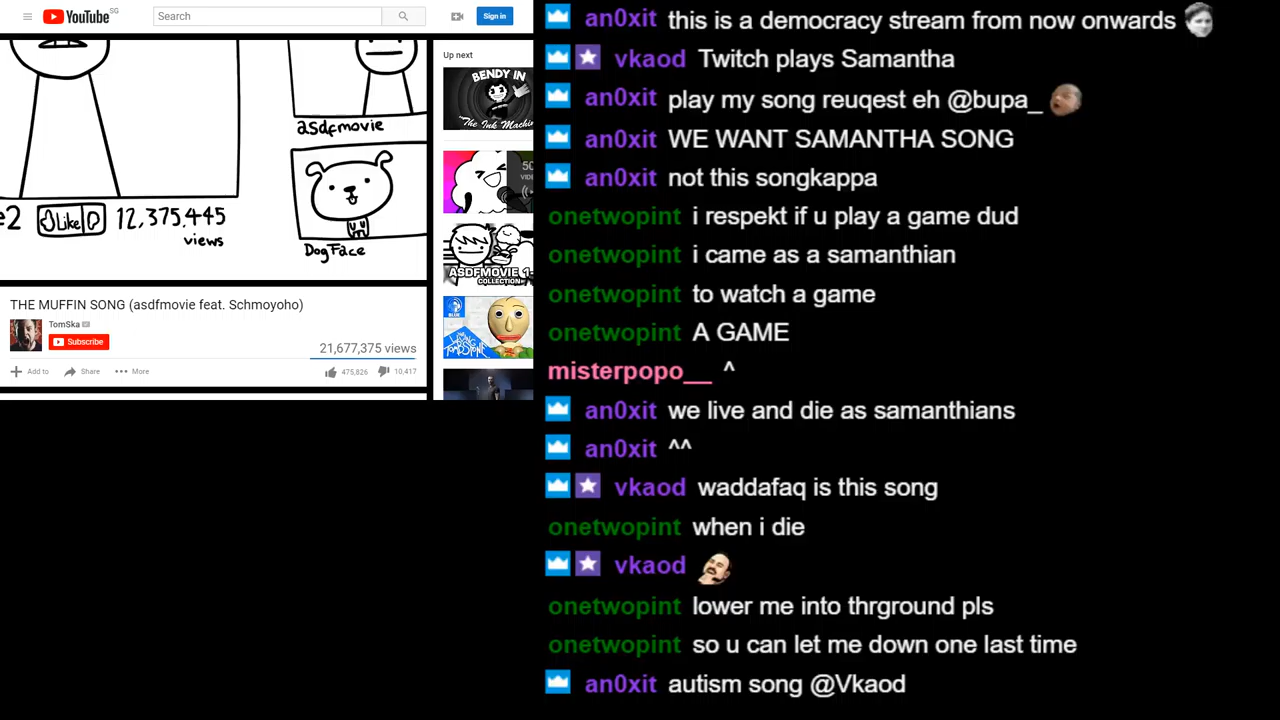 YouTube SG
Search
Sign in
asdfmovie
e2 Like 12,375,445
views
DogFace
THE MUFFIN SONG (asdfmovie feat. Schmoyoho)
TomSka
Subscribe
21,677,375 views
Add to Share More 475,826 10,417
Up next
BENDY IN
"The Ink Machin
50
VIDE
ASDFMOVIE 1-
COLLECTION
BLUE
an0xit this is a democracy stream from now onwards
vkaod Twitch plays Samantha
an0xit play my song reuqest eh @bupa_
an0xit WE WANT SAMANTHA SONG
an0xit not this songkappa
onetwopint i respekt if u play a game dud
onetwopint i came as a samanthian
onetwopint to watch a game
onetwopint A GAME
misterpopo__ ^
an0xit we live and die as samanthians
an0xit ^^
vkaod waddafaq is this song
onetwopint when i die
vkaod
onetwopint lower me into thrground pls
onetwopint so u can let me down one last time
an0xit autism song @Vkaod